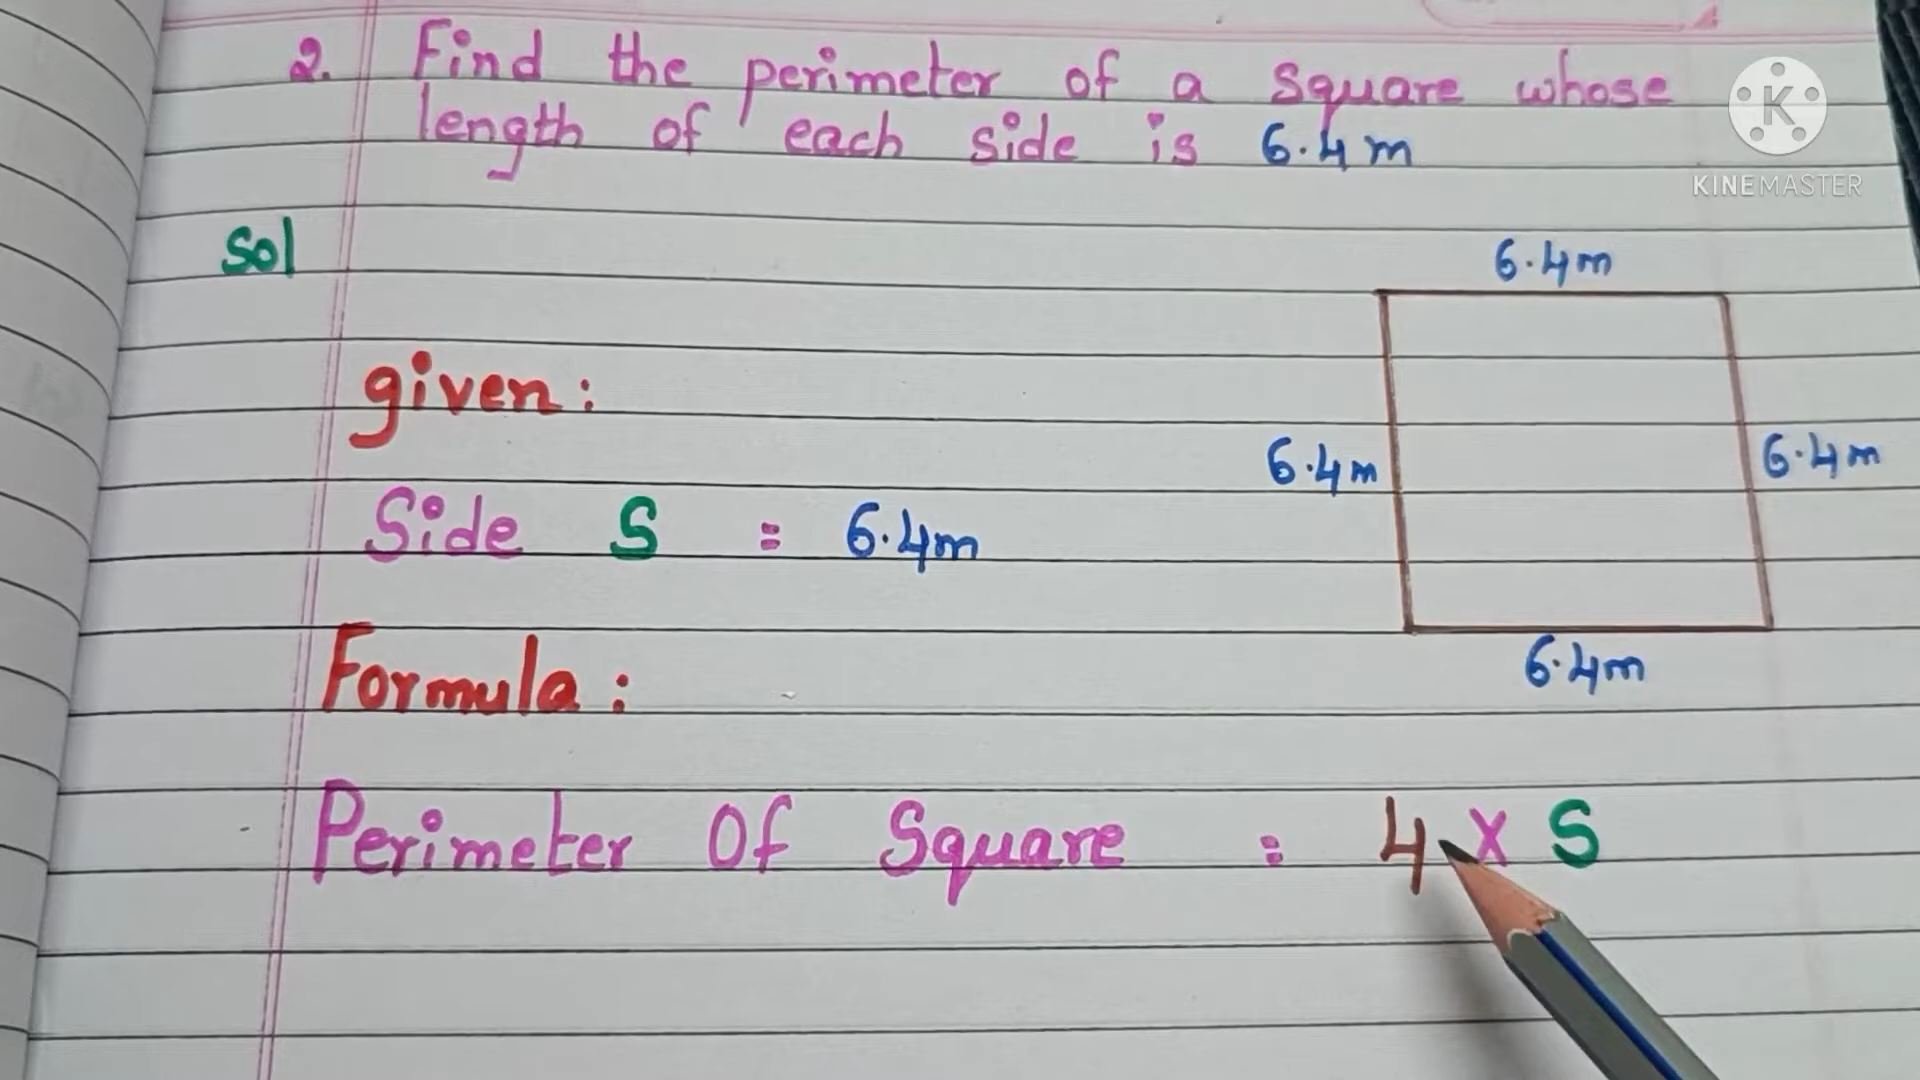 2. Find the perimeter of a square whose
length of each side is 6.4m
KINEMASTER
Sol
6.4m
given:
6.4m 6.4m
Side S = 6.4m
Formula:
6.4m
Perimeter Of Square = 4 X S